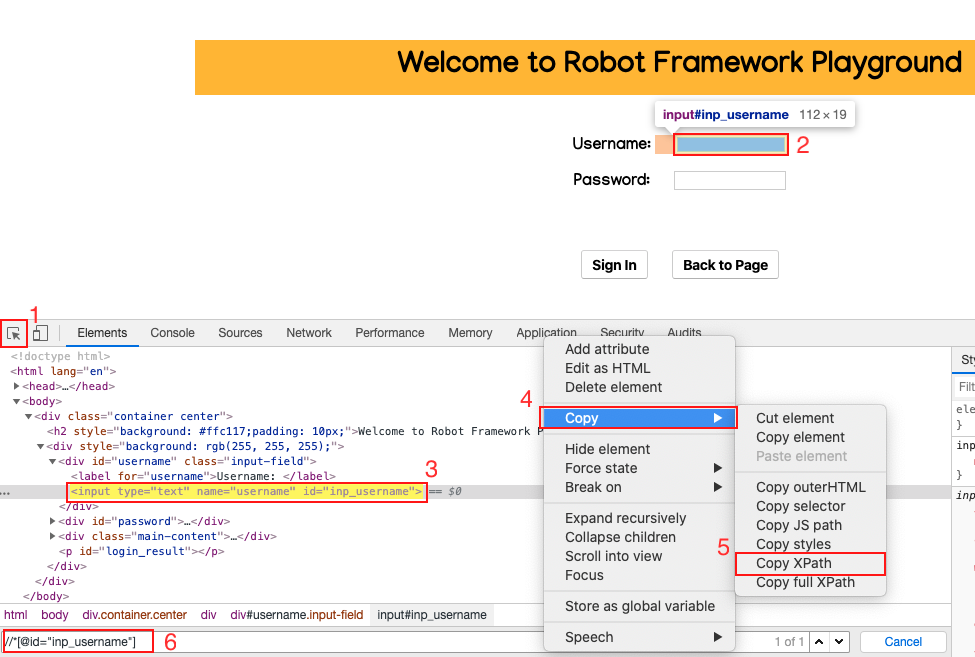 Welcome to Robot Framework Playground
input#inp_username 112 × 19
Username: 2
Password:
Sign In Back to Page
1
Elements Console Sources Network Performance Memory Application Security Audits
<!doctype html>
<html lang="en">
<head>…</head>
<body>
<div class="container center">
<h2 style="background: #ffc117;padding: 10px;">Welcome to Robot Framework P
<div style="background: rgb(255, 255, 255);">
<div id="username" class="input-field">
<label for="username">Username: </label>
3
… <input type="text" name="username" id="inp_username"> == $0
</div>
<div id="password">…</div>
<div class="main-content">…</div>
<p id="login_result"></p>
</div>
</div>
</body>
Add attribute
Edit as HTML
Delete element
4
Copy
Hide element
Force state
Break on
Expand recursively
Collapse children
Scroll into view
Focus
Store as global variable
Speech
Cut element
Copy element
Paste element
Copy outerHTML
Copy selector
Copy JS path
Copy styles
5
Copy XPath
Copy full XPath
Sty
Filt
ele
}
inp
}
inp
html body div.container.center div div#username.input-field input#inp_username
//*[@id="inp_username"] 6 1 of 1 Cancel